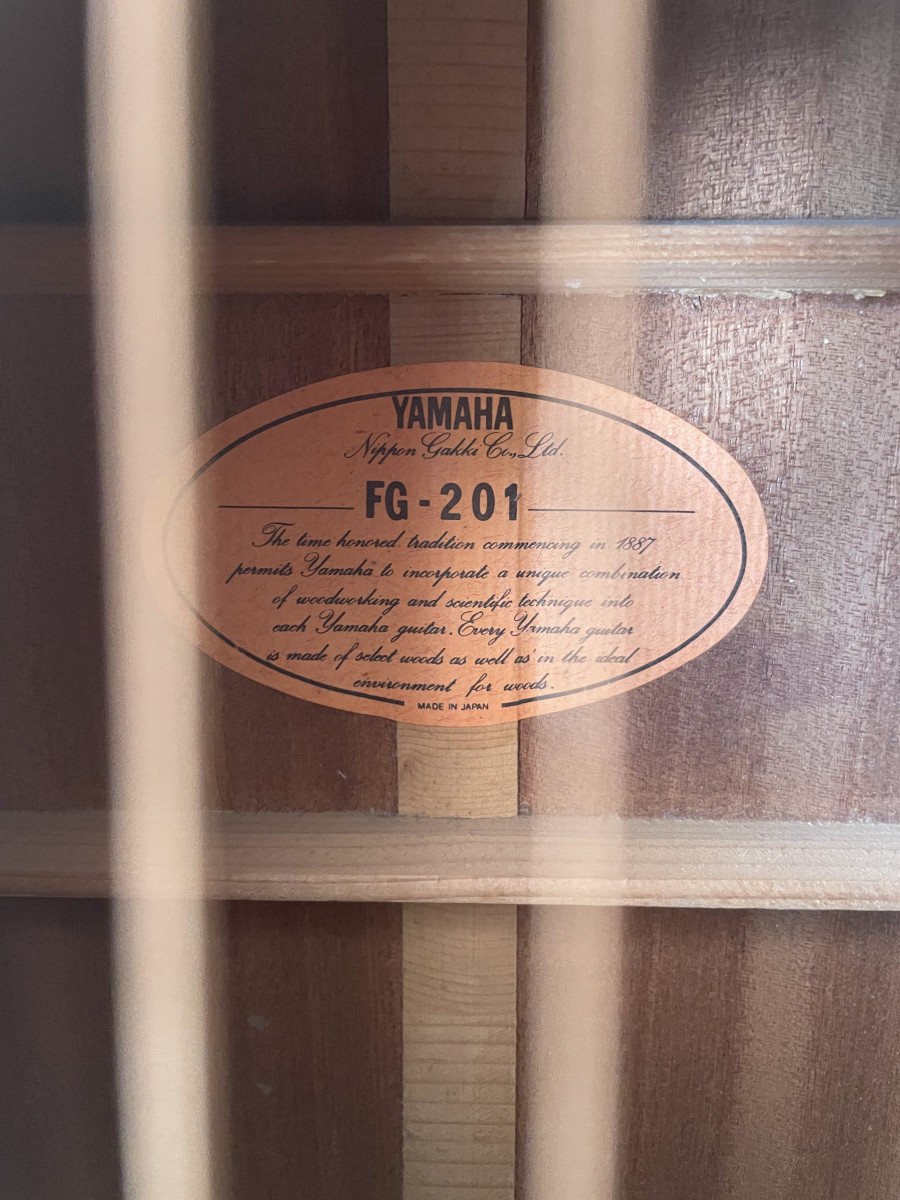 YAMAHA
Nippon Gakki Co., Ltd.
FG-201
The time honored tradition commencing in 1887
permits Yamaha to incorporate a unique combination
of woodworking and scientific technique into
each Yamaha guitar. Every Yamaha guitar
is made of select woods as well as in the ideal
environment for woods.
MADE IN JAPAN